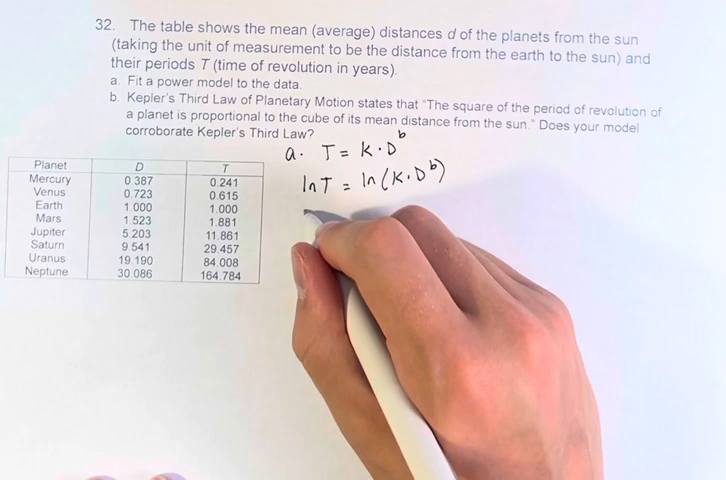 32. The table shows the mean (average) distances d of the planets from the sun
(taking the unit of measurement to be the distance from the earth to the sun) and
their periods T (time of revolution in years).
a. Fit a power model to the data.
b. Kepler's Third Law of Planetary Motion states that "The square of the period of revolution of
a planet is proportional to the cube of its mean distance from the sun." Does your model
corroborate Kepler's Third Law?
a. T = K · D^b
ln T = ln (K · D^b)
Planet D T
Mercury 0.387 0.241
Venus 0.723 0.615
Earth 1.000 1.000
Mars 1.523 1.881
Jupiter 5.203 11.861
Saturn 9.541 29.457
Uranus 19.190 84.008
Neptune 30.086 164.784